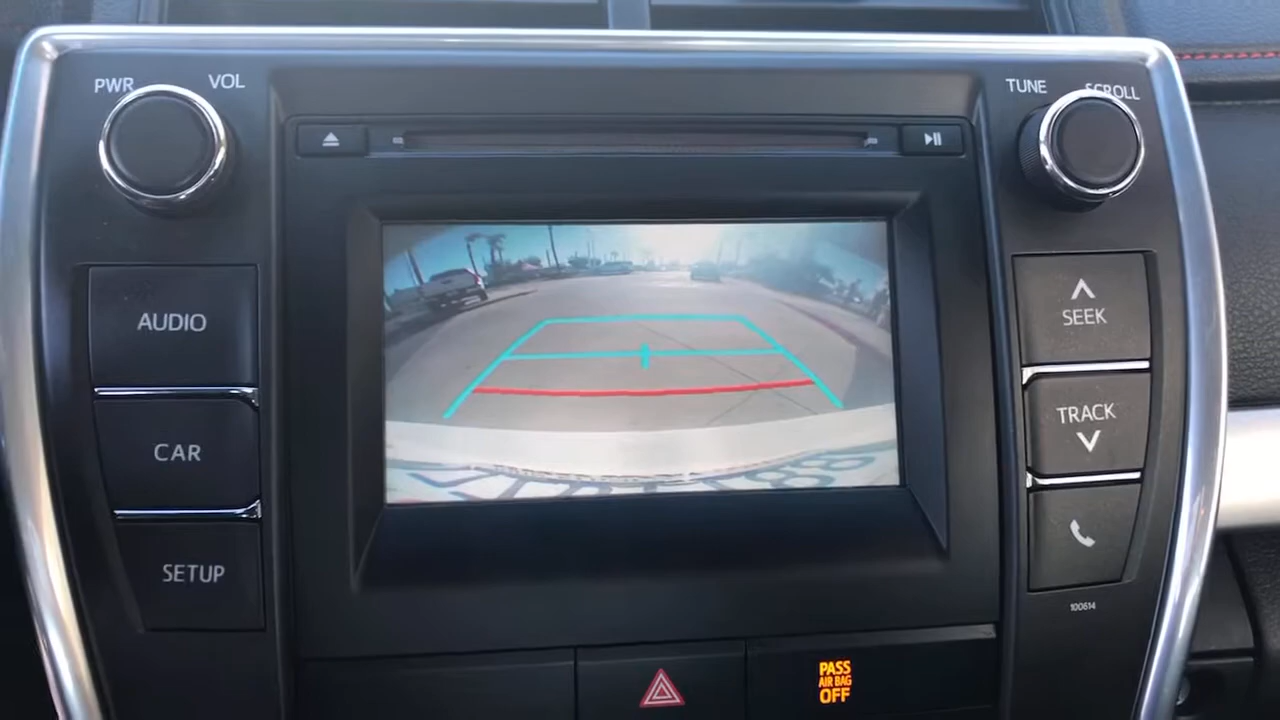 PWR
VOL
TUNE
SCROLL
AUDIO
CAR
SETUP
SEEK
TRACK
100614
PASS
AIR BAG
OFF